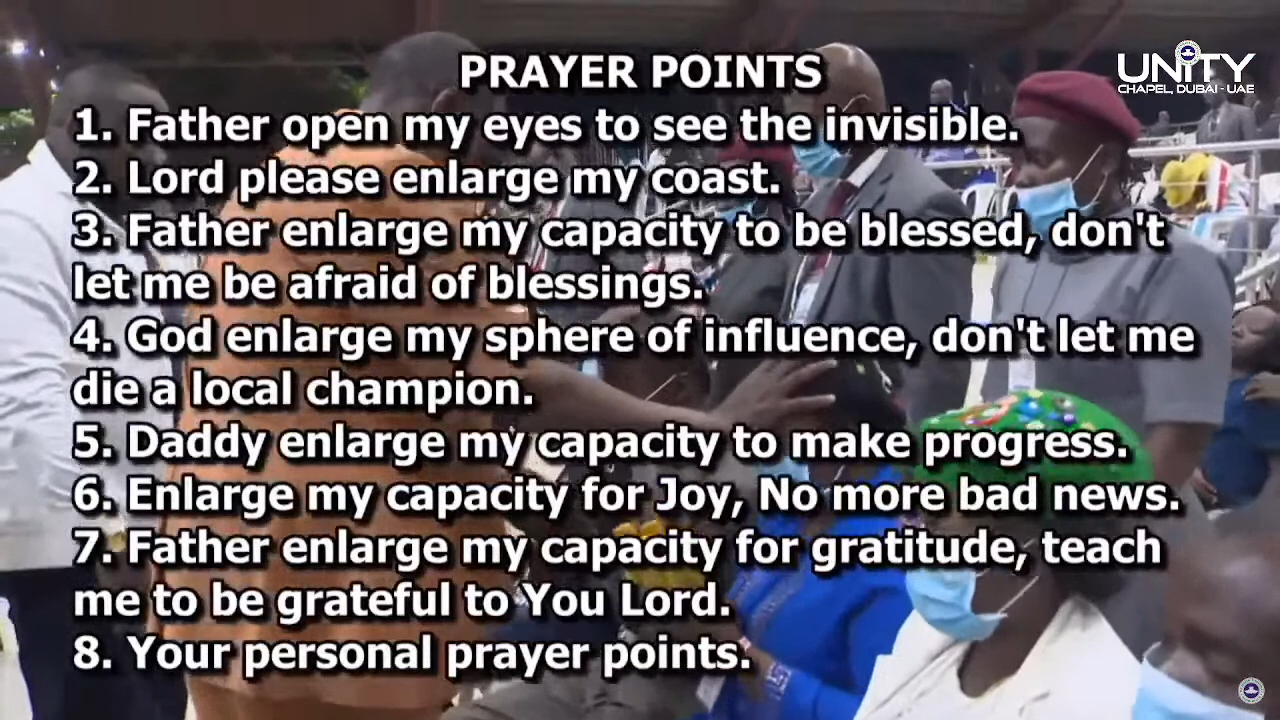 PRAYER POINTS
UNITY
CHAPEL, DUBAI - UAE
1. Father open my eyes to see the invisible.
2. Lord please enlarge my coast.
3. Father enlarge my capacity to be blessed, don't
let me be afraid of blessings.
4. God enlarge my sphere of influence, don't let me
die a local champion.
5. Daddy enlarge my capacity to make progress.
6. Enlarge my capacity for Joy, No more bad news.
7. Father enlarge my capacity for gratitude, teach
me to be grateful to You Lord.
8. Your personal prayer points.